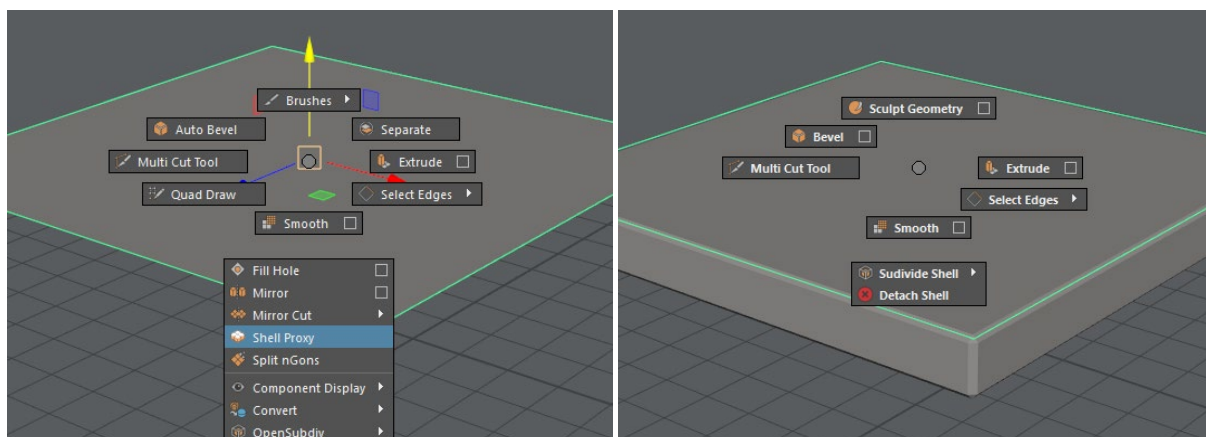 Brushes
Auto Bevel
Separate
Multi Cut Tool
Extrude
Quad Draw
Select Edges
Smooth
Fill Hole
Mirror
Mirror Cut
Shell Proxy
Split nGons
Component Display
Convert
OpenSubdiv
Sculpt Geometry
Bevel
Multi Cut Tool
Extrude
Select Edges
Smooth
Sudivide Shell
Detach Shell